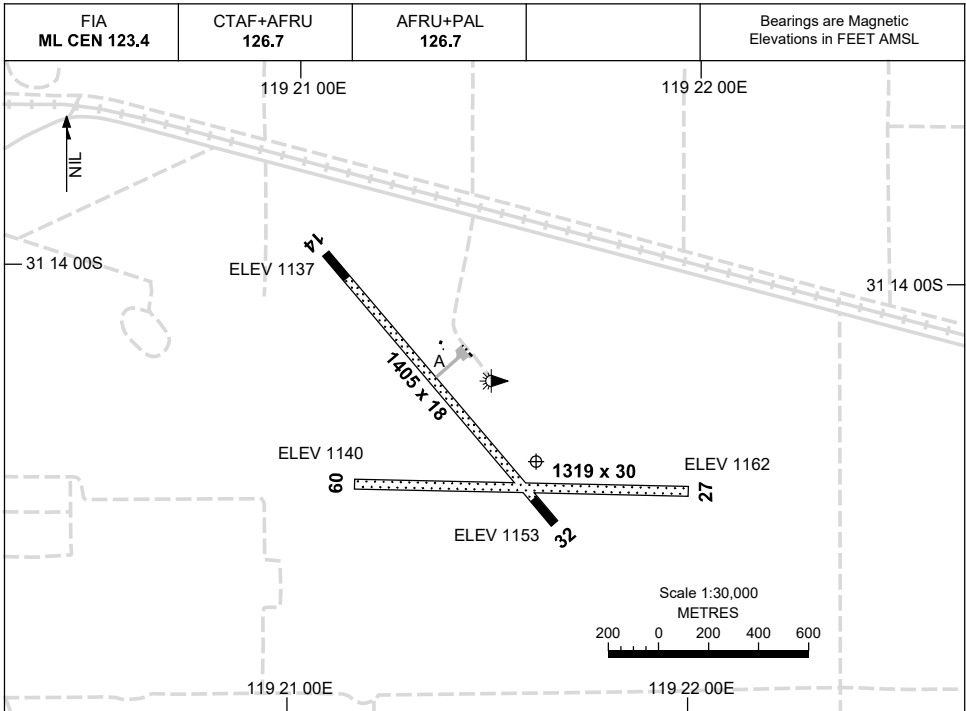 FIA
ML CEN 123.4
CTAF+AFRU
126.7
AFRU+PAL
126.7
Bearings are Magnetic
Elevations in FEET AMSL
119 21 00E
119 22 00E
NIL
31 14 00S
14
ELEV 1137
31 14 00S
A
1405 x 18
ELEV 1140
09
1319 x 30
ELEV 1162
27
ELEV 1153
32
Scale 1:30,000
METRES
200 0 200 400 600
119 21 00E
119 22 00E